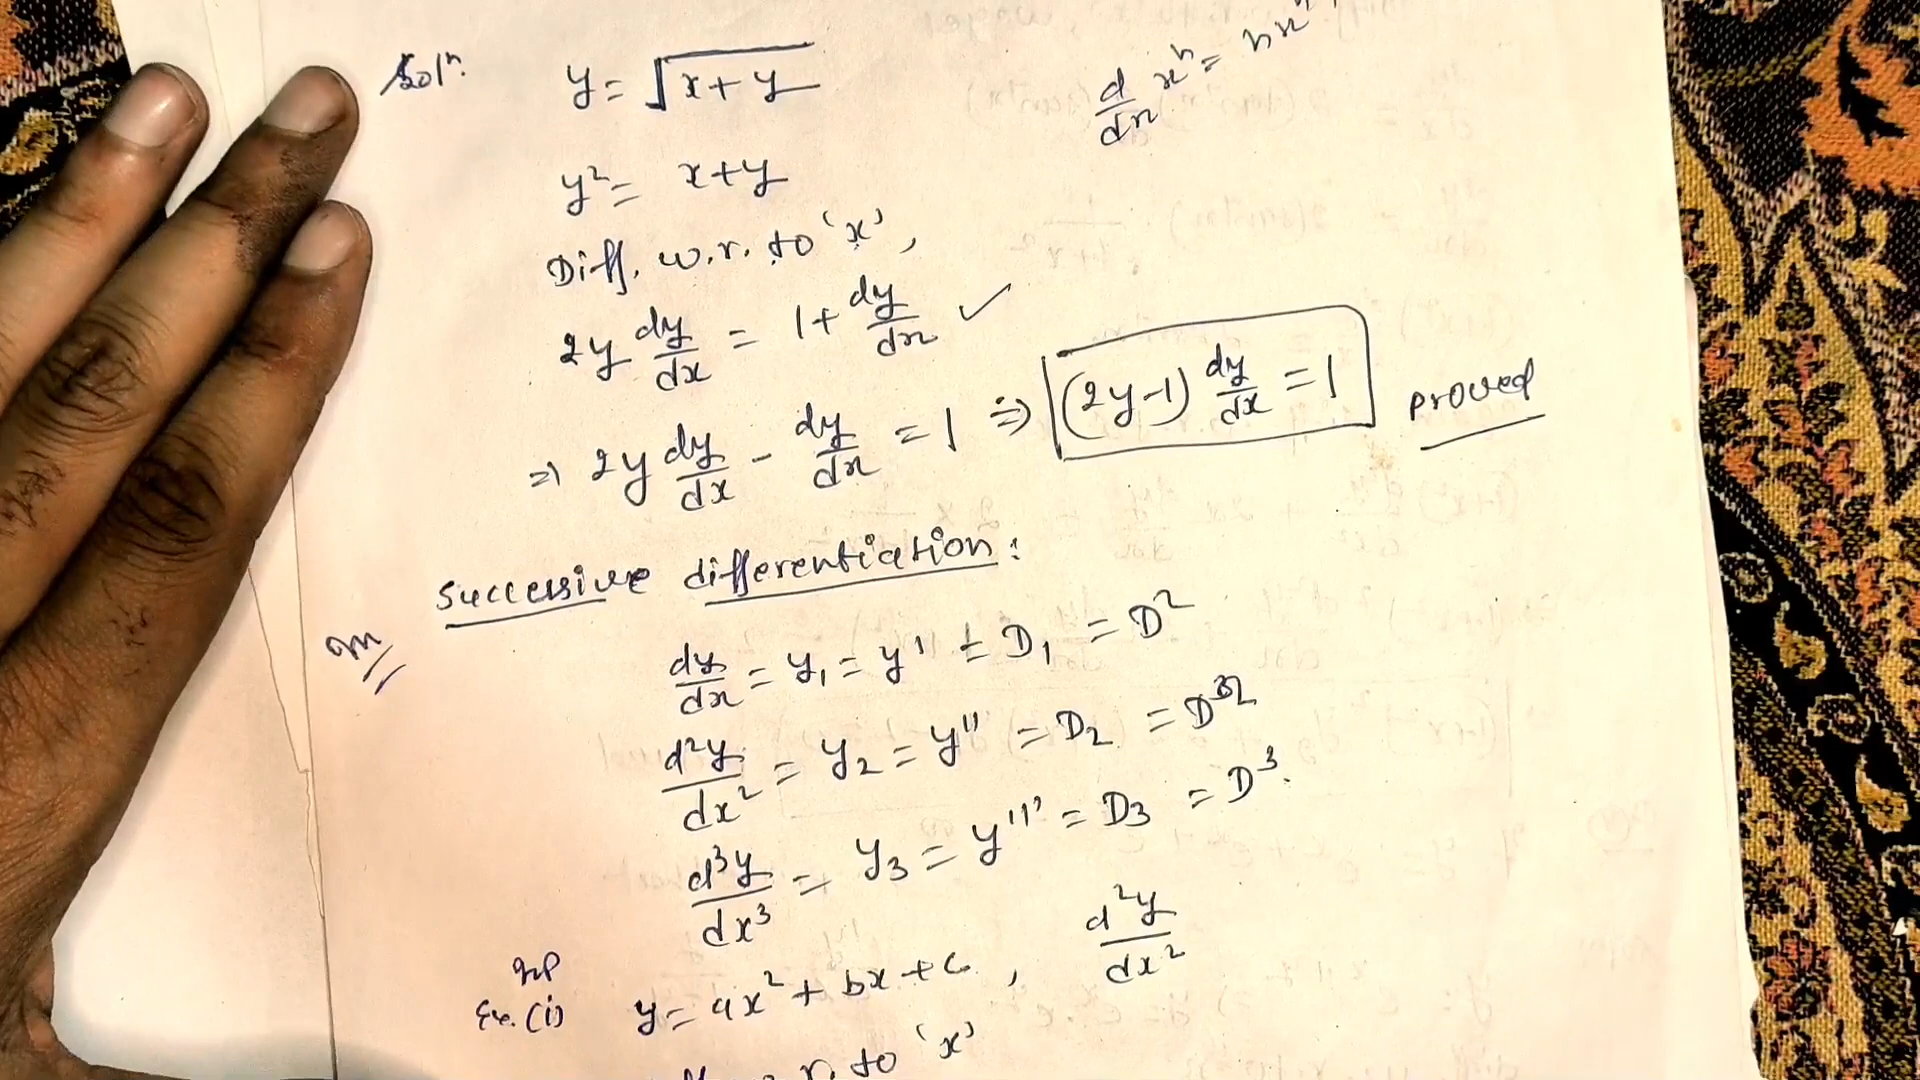 Solⁿ. y = √(x + y)
d/dx xⁿ = n xⁿ
y² = x + y
Diff. w.r. to 'x',
2y dy/dx = 1 + dy/dx ✓
⇒ 2y dy/dx - dy/dx = 1 ⇒ (2y-1) dy/dx = 1 proved
Successive differentiation:
dy/dx = y₁ = y' = D₁ = D²
d²y/dx² = y₂ = y'' = D₂ = D
d³y/dx³ = y₃ = y''' = D₃ = D³.
Ex. (i) y = ax² + bx + c, d²y/dx²
r. to 'x'